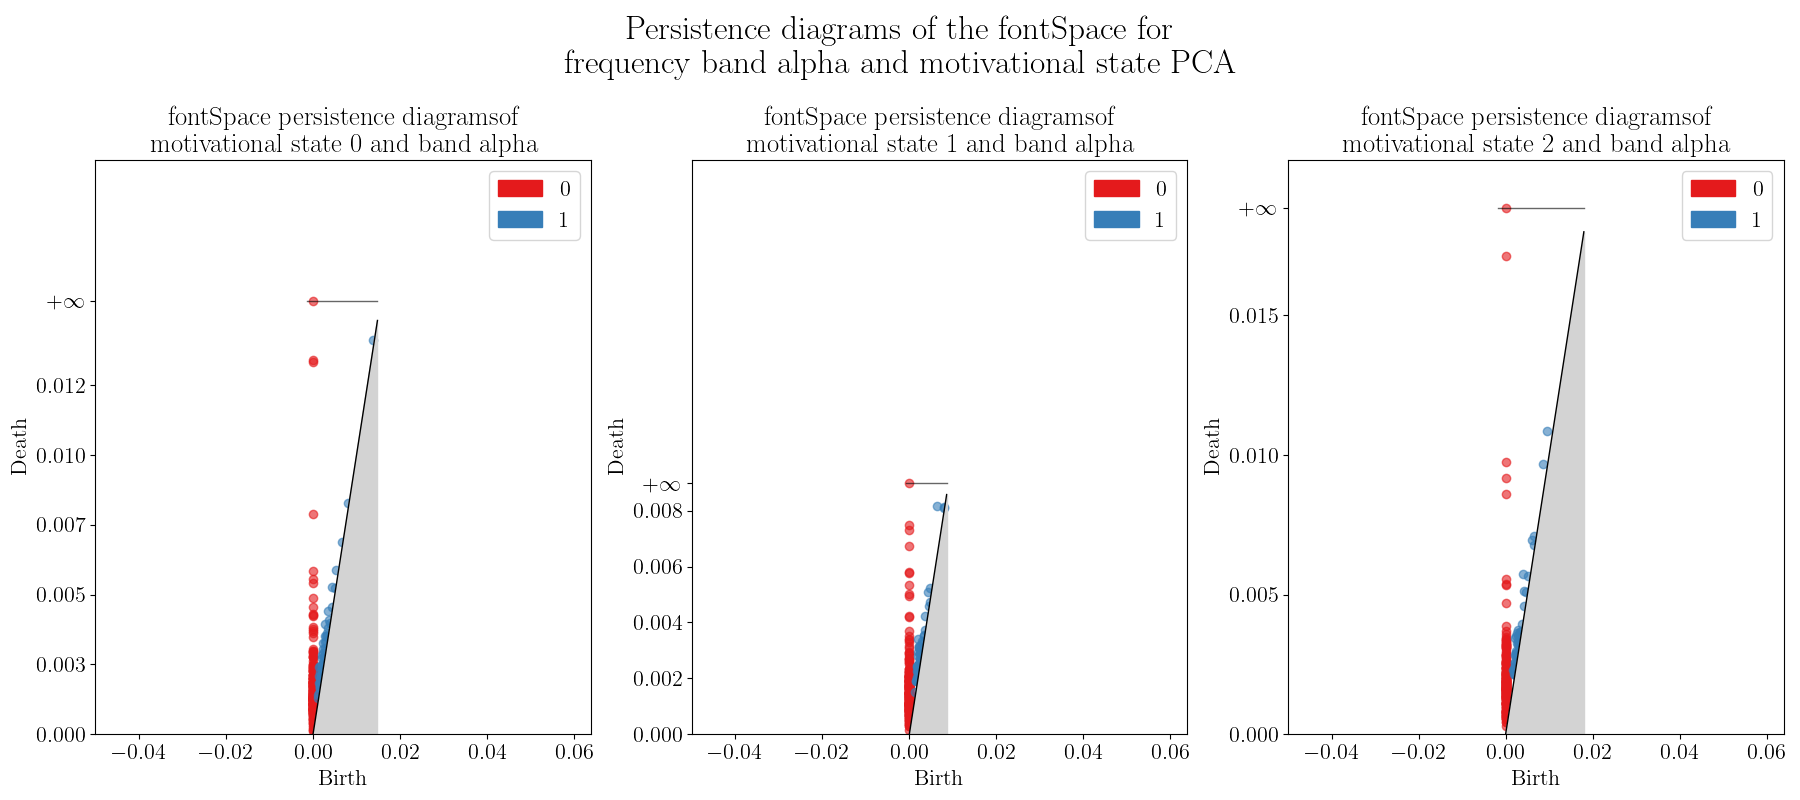 Persistence diagrams of the fontSpace for
frequency band alpha and motivational state PCA
fontSpace persistence diagramsof
motivational state 0 and band alpha
0
1
+∞
0.012
0.010
0.007
0.005
0.003
0.000
Death
−0.04 −0.02 0.00 0.02 0.04 0.06
Birth
fontSpace persistence diagramsof
motivational state 1 and band alpha
0
1
+∞
0.008
0.006
0.004
0.002
0.000
Death
−0.04 −0.02 0.00 0.02 0.04 0.06
Birth
fontSpace persistence diagramsof
motivational state 2 and band alpha
0
1
+∞
0.015
0.010
0.005
0.000
Death
−0.04 −0.02 0.00 0.02 0.04 0.06
Birth